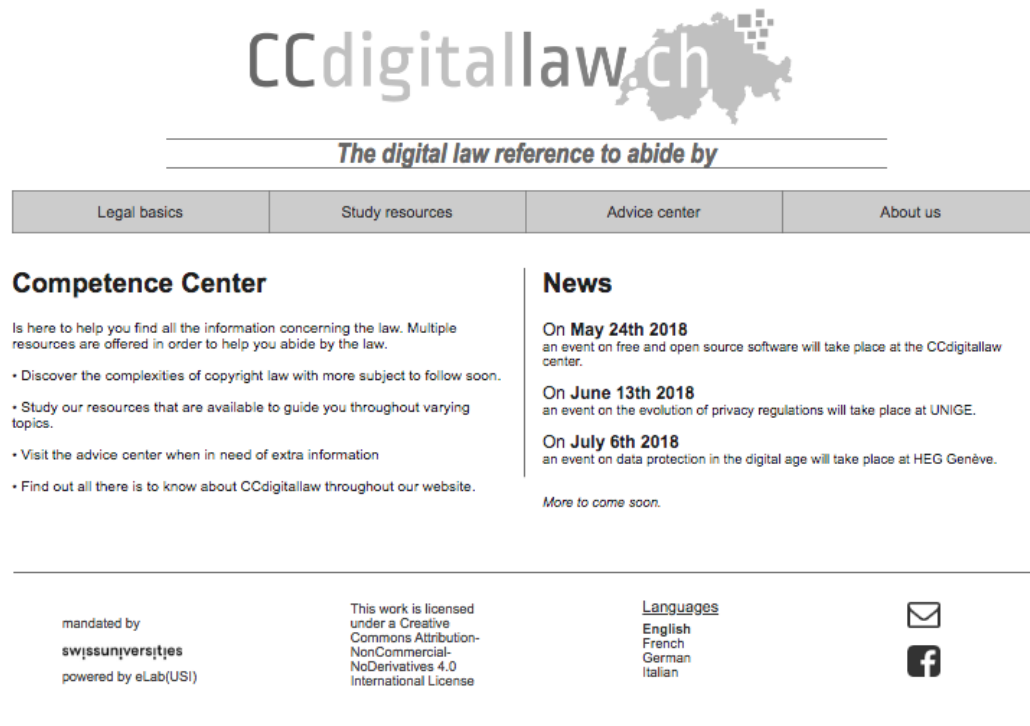 CCdigitallaw.ch
The digital law reference to abide by
Legal basics
Study resources
Advice center
About us
Competence Center
Is here to help you find all the information concerning the law. Multiple
resources are offered in order to help you abide by the law.
• Discover the complexities of copyright law with more subject to follow soon.
• Study our resources that are available to guide you throughout varying
topics.
• Visit the advice center when in need of extra information
• Find out all there is to know about CCdigitallaw throughout our website.
News
On May 24th 2018
an event on free and open source software will take place at the CCdigitallaw
center.
On June 13th 2018
an event on the evolution of privacy regulations will take place at UNIGE.
On July 6th 2018
an event on data protection in the digital age will take place at HEG Genève.
More to come soon.
mandated by
swissuniversities
powered by eLab(USI)
This work is licensed
under a Creative
Commons Attribution-
NonCommercial-
NoDerivatives 4.0
International License
Languages
English
French
German
Italian